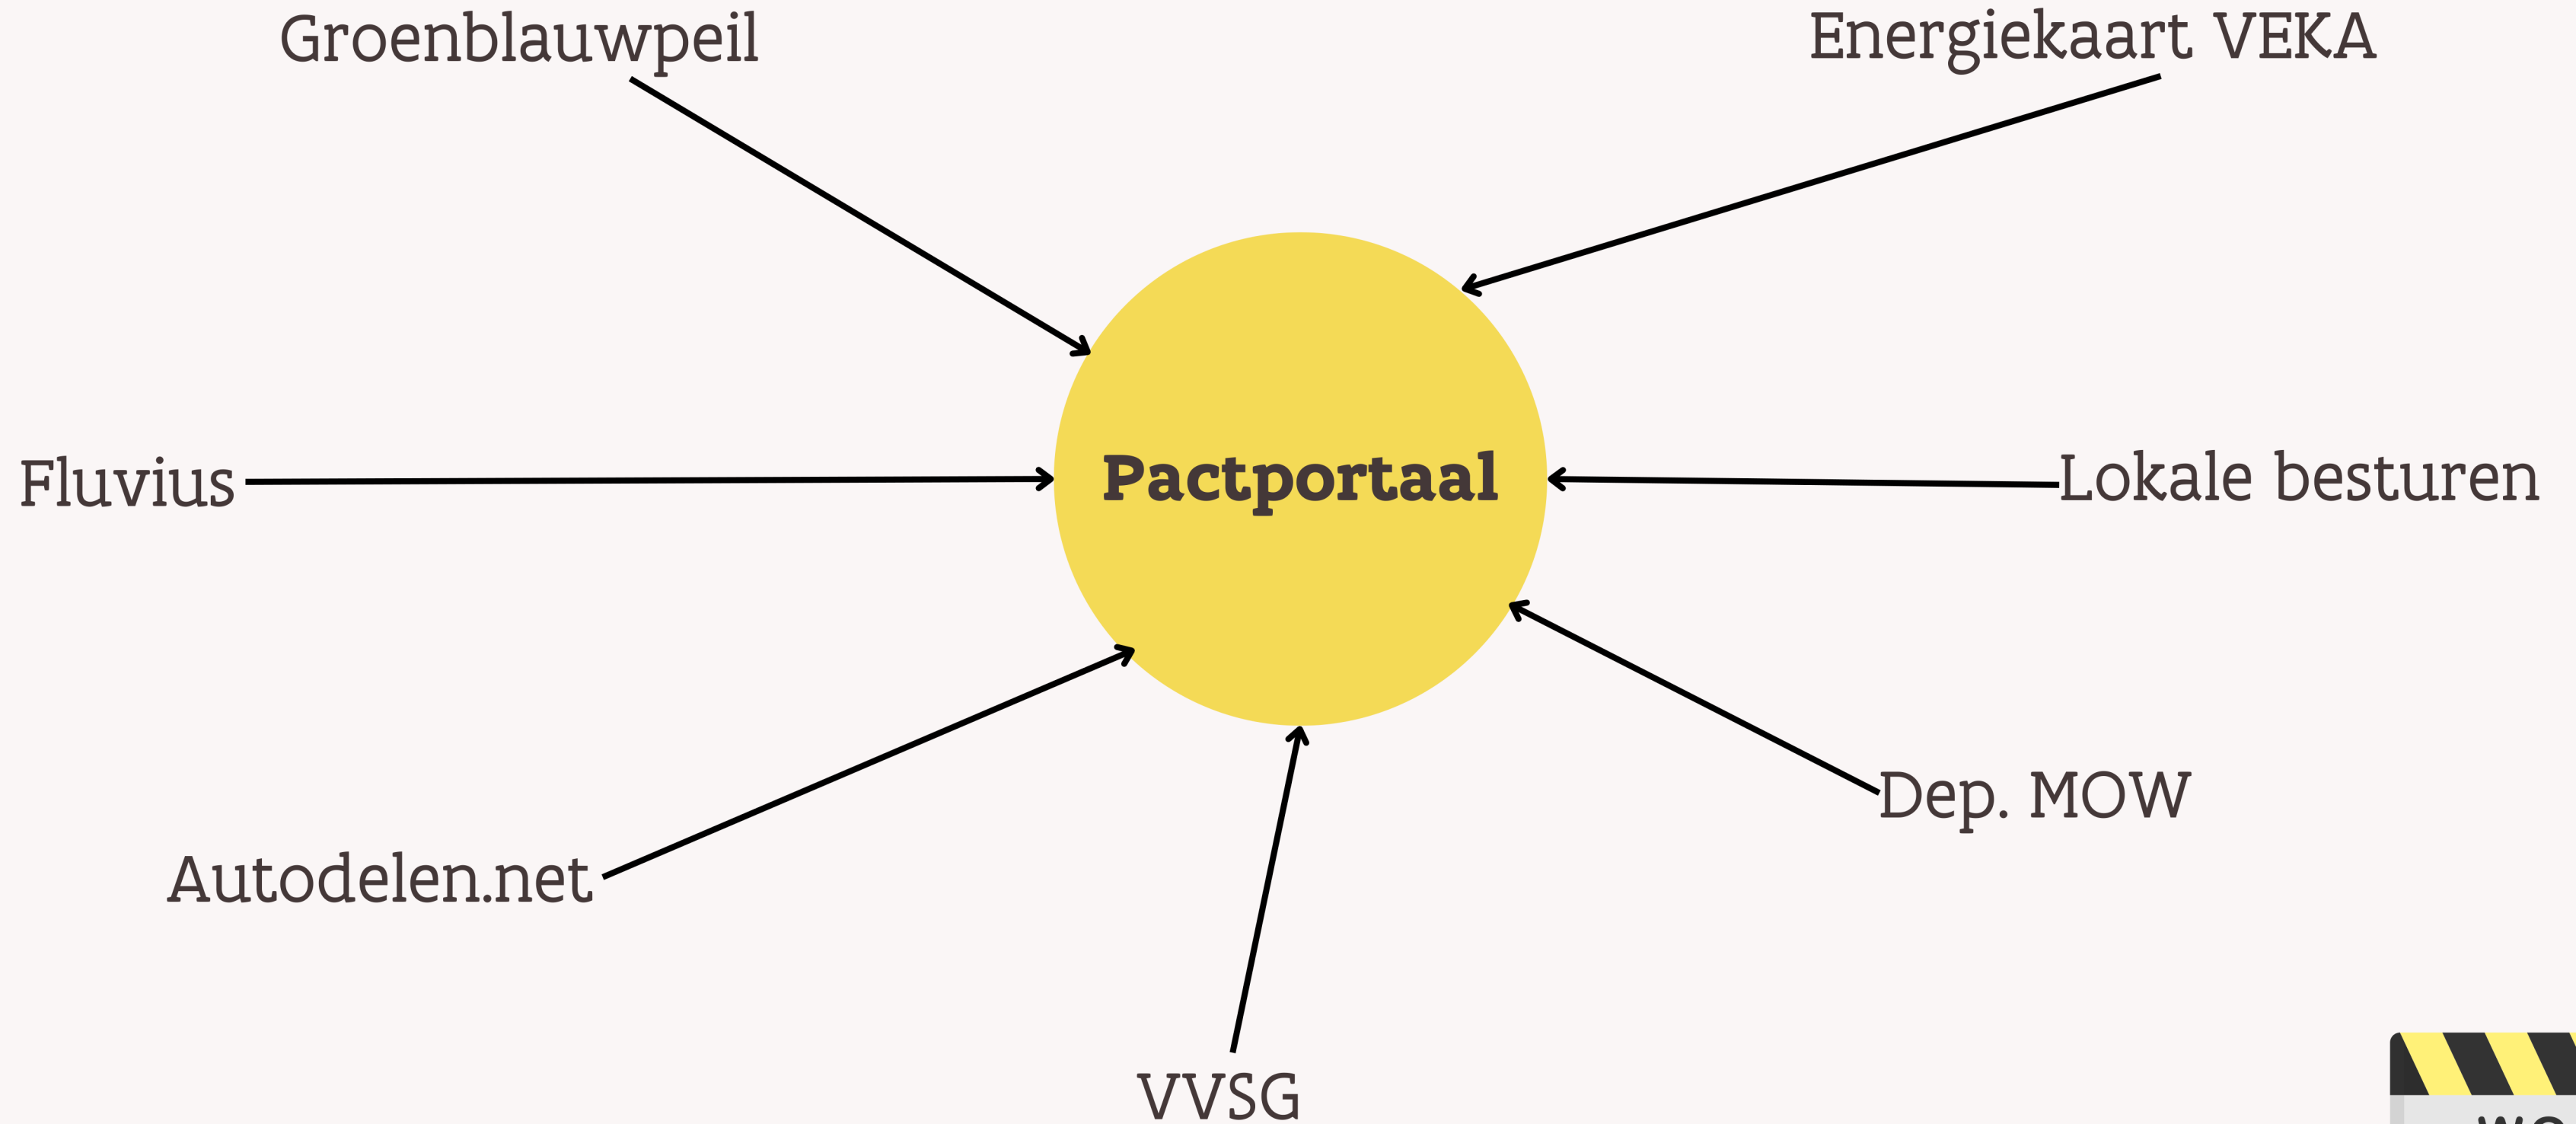 Groenblauwpeil
Energiekaart VEKA
Fluvius
Pactportaal
Lokale besturen
Dep. MOW
Autodelen.net
VVSG